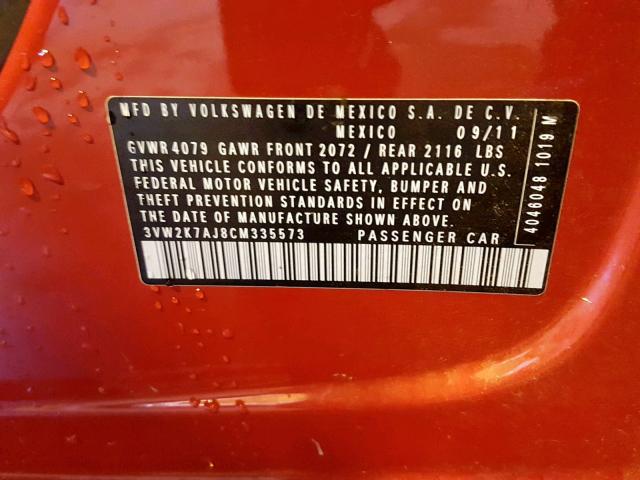 MFD BY VOLKSWAGEN DE MEXICO S.A. DE C.V.
MEXICO 09/11
GVWR 4079 GAWR FRONT 2072 / REAR 2116 LBS
THIS VEHICLE CONFORMS TO ALL APPLICABLE U.S.
FEDERAL MOTOR VEHICLE SAFETY, BUMPER AND
THEFT PREVENTION STANDARDS IN EFFECT ON
THE DATE OF MANUFACTURE SHOWN ABOVE.
3VW2K7AJ8CM335573 PASSENGER CAR
4046048 1019 M